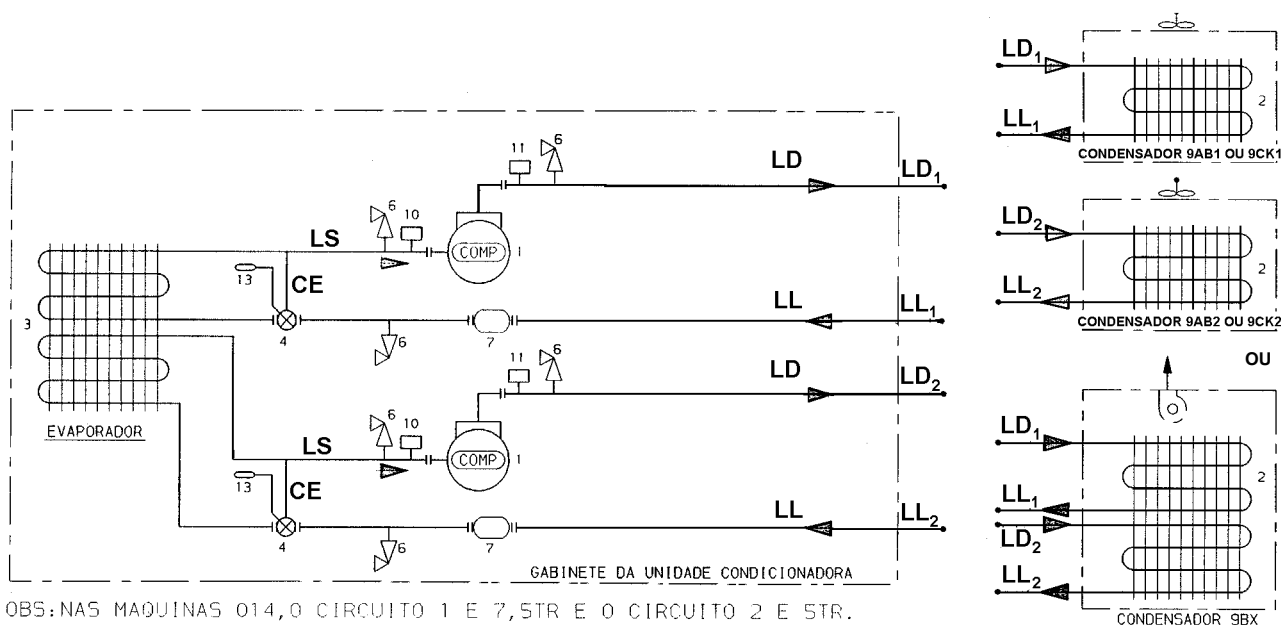 LD₁
LL₁
2
CONDENSADOR 9AB1 OU 9CK1
LD₂
LL₂
2
CONDENSADOR 9AB2 OU 9CK2
OU
LD₁
LL₁
LD₂
LL₂
2
CONDENSADOR 9BX
11
6
LD
LD₁
6
10
LS
COMP
1
13
CE
LL
LL₁
3
4
6
7
11
6
LD
LD₂
EVAPORADOR
6
10
LS
COMP
1
13
CE
LL
LL₂
4
6
7
GABINETE DA UNIDADE CONDICIONADORA
OBS:NAS MAQUINAS 014,O CIRCUITO 1 E 7,5TR E O CIRCUITO 2 E 5TR.